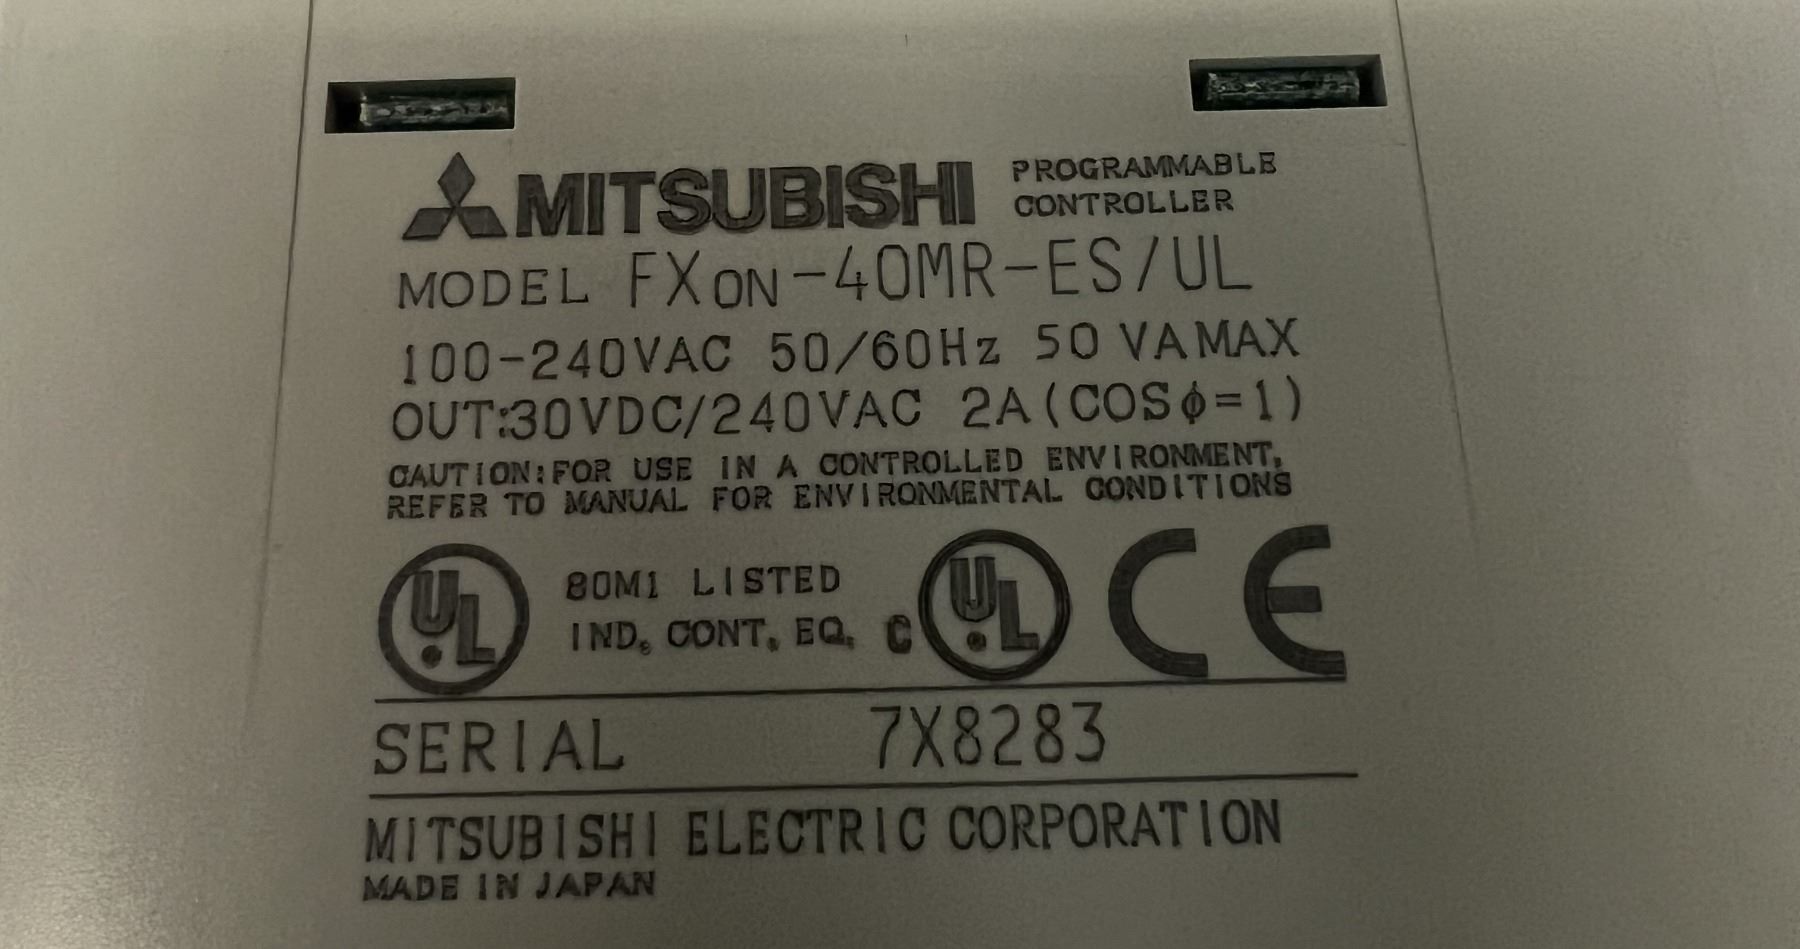 MITSUBISHI PROGRAMMABLE CONTROLLER
MODEL FX0N-40MR-ES/UL
100-240VAC 50/60Hz 50 VA MAX
OUT:30VDC/240VAC 2A(COSϕ=1)
CAUTION:FOR USE IN A CONTROLLED ENVIRONMENT,
REFER TO MANUAL FOR ENVIRONMENTAL CONDITIONS
UL 80M1 LISTED
IND. CONT. EQ. C UL CE
SERIAL 7X8283
MITSUBISHI ELECTRIC CORPORATION
MADE IN JAPAN